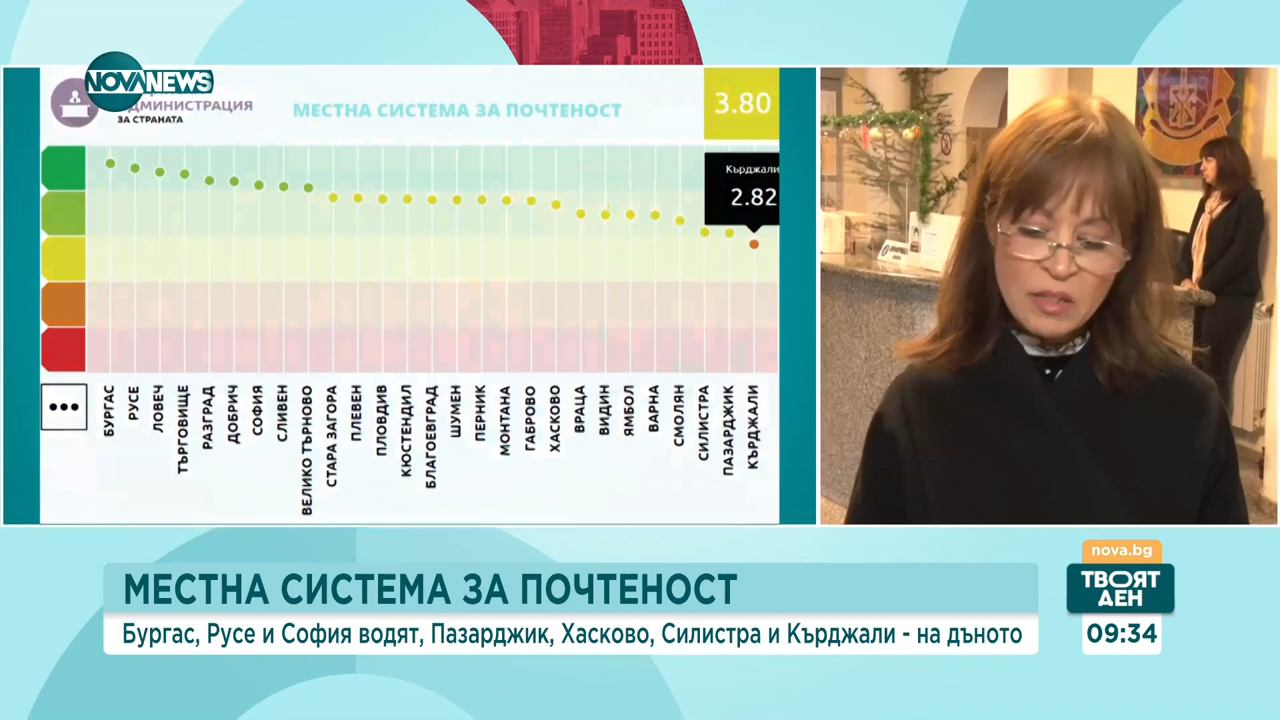 NOVANEWS
АДМИНИСТРАЦИЯ
ЗА СТРАНАТА
МЕСТНА СИСТЕМА ЗА ПОЧТЕНОСТ
3.80
Кърджали
2.82
БУРГАС
РУСЕ
ЛОВЕЧ
ТЪРГОВИЩЕ
РАЗГРАД
ДОБРИЧ
СОФИЯ
СЛИВЕН
ВЕЛИКО ТЪРНОВО
СТАРА ЗАГОРА
ПЛЕВЕН
ПЛОВДИВ
КЮСТЕНДИЛ
БЛАГОЕВГРАД
ШУМЕН
ПЕРНИК
МОНТАНА
ГАБРОВО
ХАСКОВО
ВРАЦА
ВИДИН
ЯМБОЛ
ВАРНА
СМОЛЯН
СИЛИСТРА
ПАЗАРДЖИК
КЪРДЖАЛИ
МЕСТНА СИСТЕМА ЗА ПОЧТЕНОСТ
Бургас, Русе и София водят, Пазарджик, Хасково, Силистра и Кърджали - на дъното
nova.bg
ТВОЯТ
ДЕН
09:34